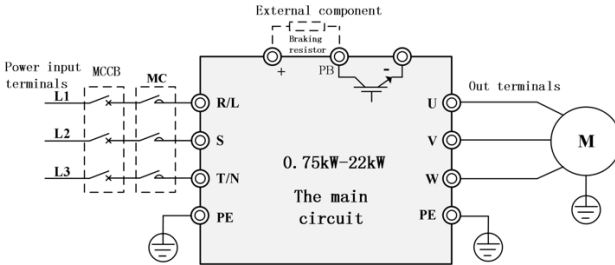 External component
Braking
resistor
+
PB
-
Power input
terminals
MCCB
MC
L1
L2
L3
R/L
S
T/N
PE
0.75kW-22kW
The main
circuit
U
V
W
PE
Out terminals
M